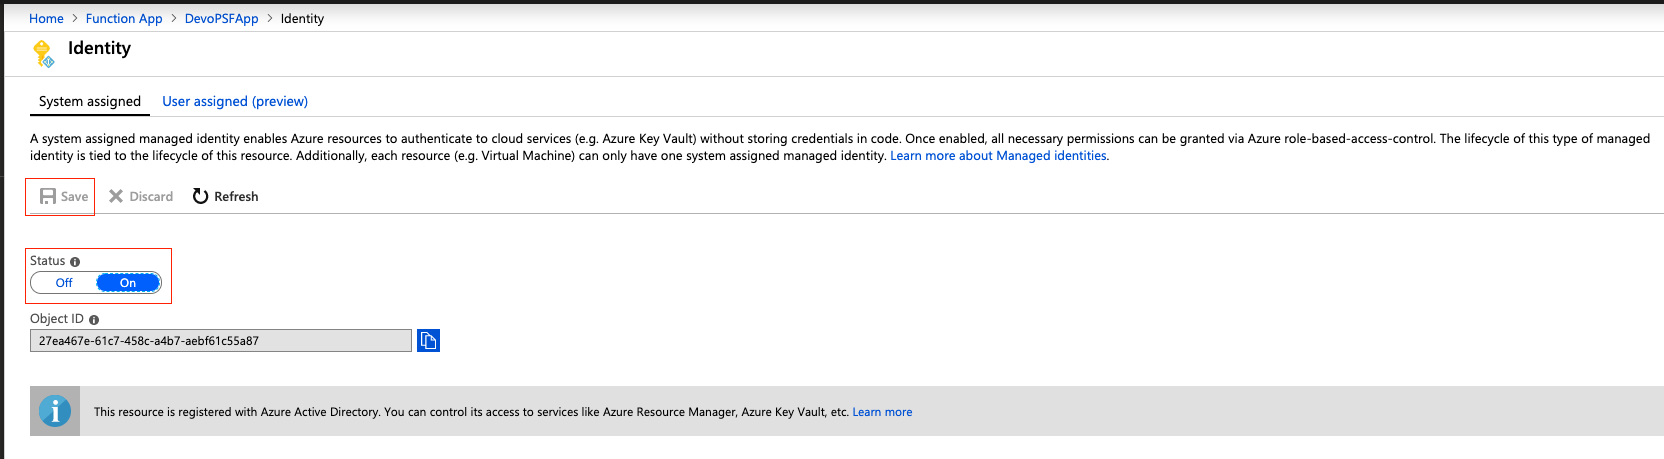 Home > Function App > DevoPSFApp > Identity
Identity
System assigned User assigned (preview)
A system assigned managed identity enables Azure resources to authenticate to cloud services (e.g. Azure Key Vault) without storing credentials in code. Once enabled, all necessary permissions can be granted via Azure role-based-access-control. The lifecycle of this type of managed
identity is tied to the lifecycle of this resource. Additionally, each resource (e.g. Virtual Machine) can only have one system assigned managed identity. Learn more about Managed identities.
Save Discard Refresh
Status
Off On
Object ID
27ea467e-61c7-458c-a4b7-aebf61c55a87
This resource is registered with Azure Active Directory. You can control its access to services like Azure Resource Manager, Azure Key Vault, etc. Learn more